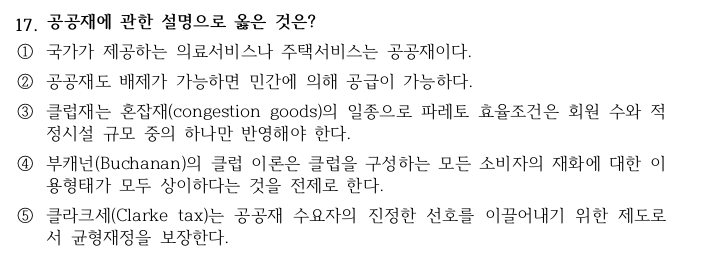 17. 공공재에 관한 설명으로 옳은 것은?
① 국가가 제공하는 의료서비스나 주택서비스는 공공재이다.
② 공공재도 배제가 가능하면 민간에 의해 공급이 가능하다.
③ 클럽재는 혼잡재(congestion goods)의 일종으로 파레토 효율조건은 회원 수와 적
정시설 규모 중의 하나만 반영해야 한다.
④ 부캐넌(Buchanan)의 클럽 이론은 클럽을 구성하는 모든 소비자의 재화에 대한 이
용형태가 모두 상이하다는 것을 전제로 한다.
⑤ 클라크세(Clarke tax)는 공공재 수요자의 진정한 선호를 이끌어내기 위한 제도로
서 균형재정을 보장한다.